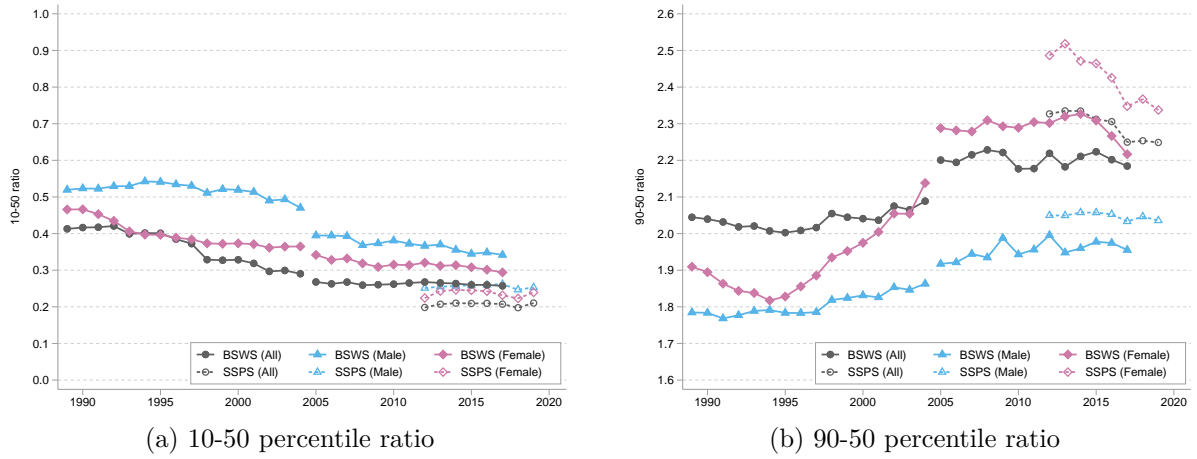 1.0
0.9
0.8
0.7
0.6
0.5
0.4
0.3
0.2
0.1
0.0
10-50 ratio
BSWS (All) BSWS (Male) BSWS (Female)
SSPS (All) SSPS (Male) SSPS (Female)
1990 1995 2000 2005 2010 2015 2020
(a) 10-50 percentile ratio
2.6
2.5
2.4
2.3
2.2
2.1
2.0
1.9
1.8
1.7
1.6
90-50 ratio
BSWS (All) BSWS (Male) BSWS (Female)
SSPS (All) SSPS (Male) SSPS (Female)
1990 1995 2000 2005 2010 2015 2020
(b) 90-50 percentile ratio